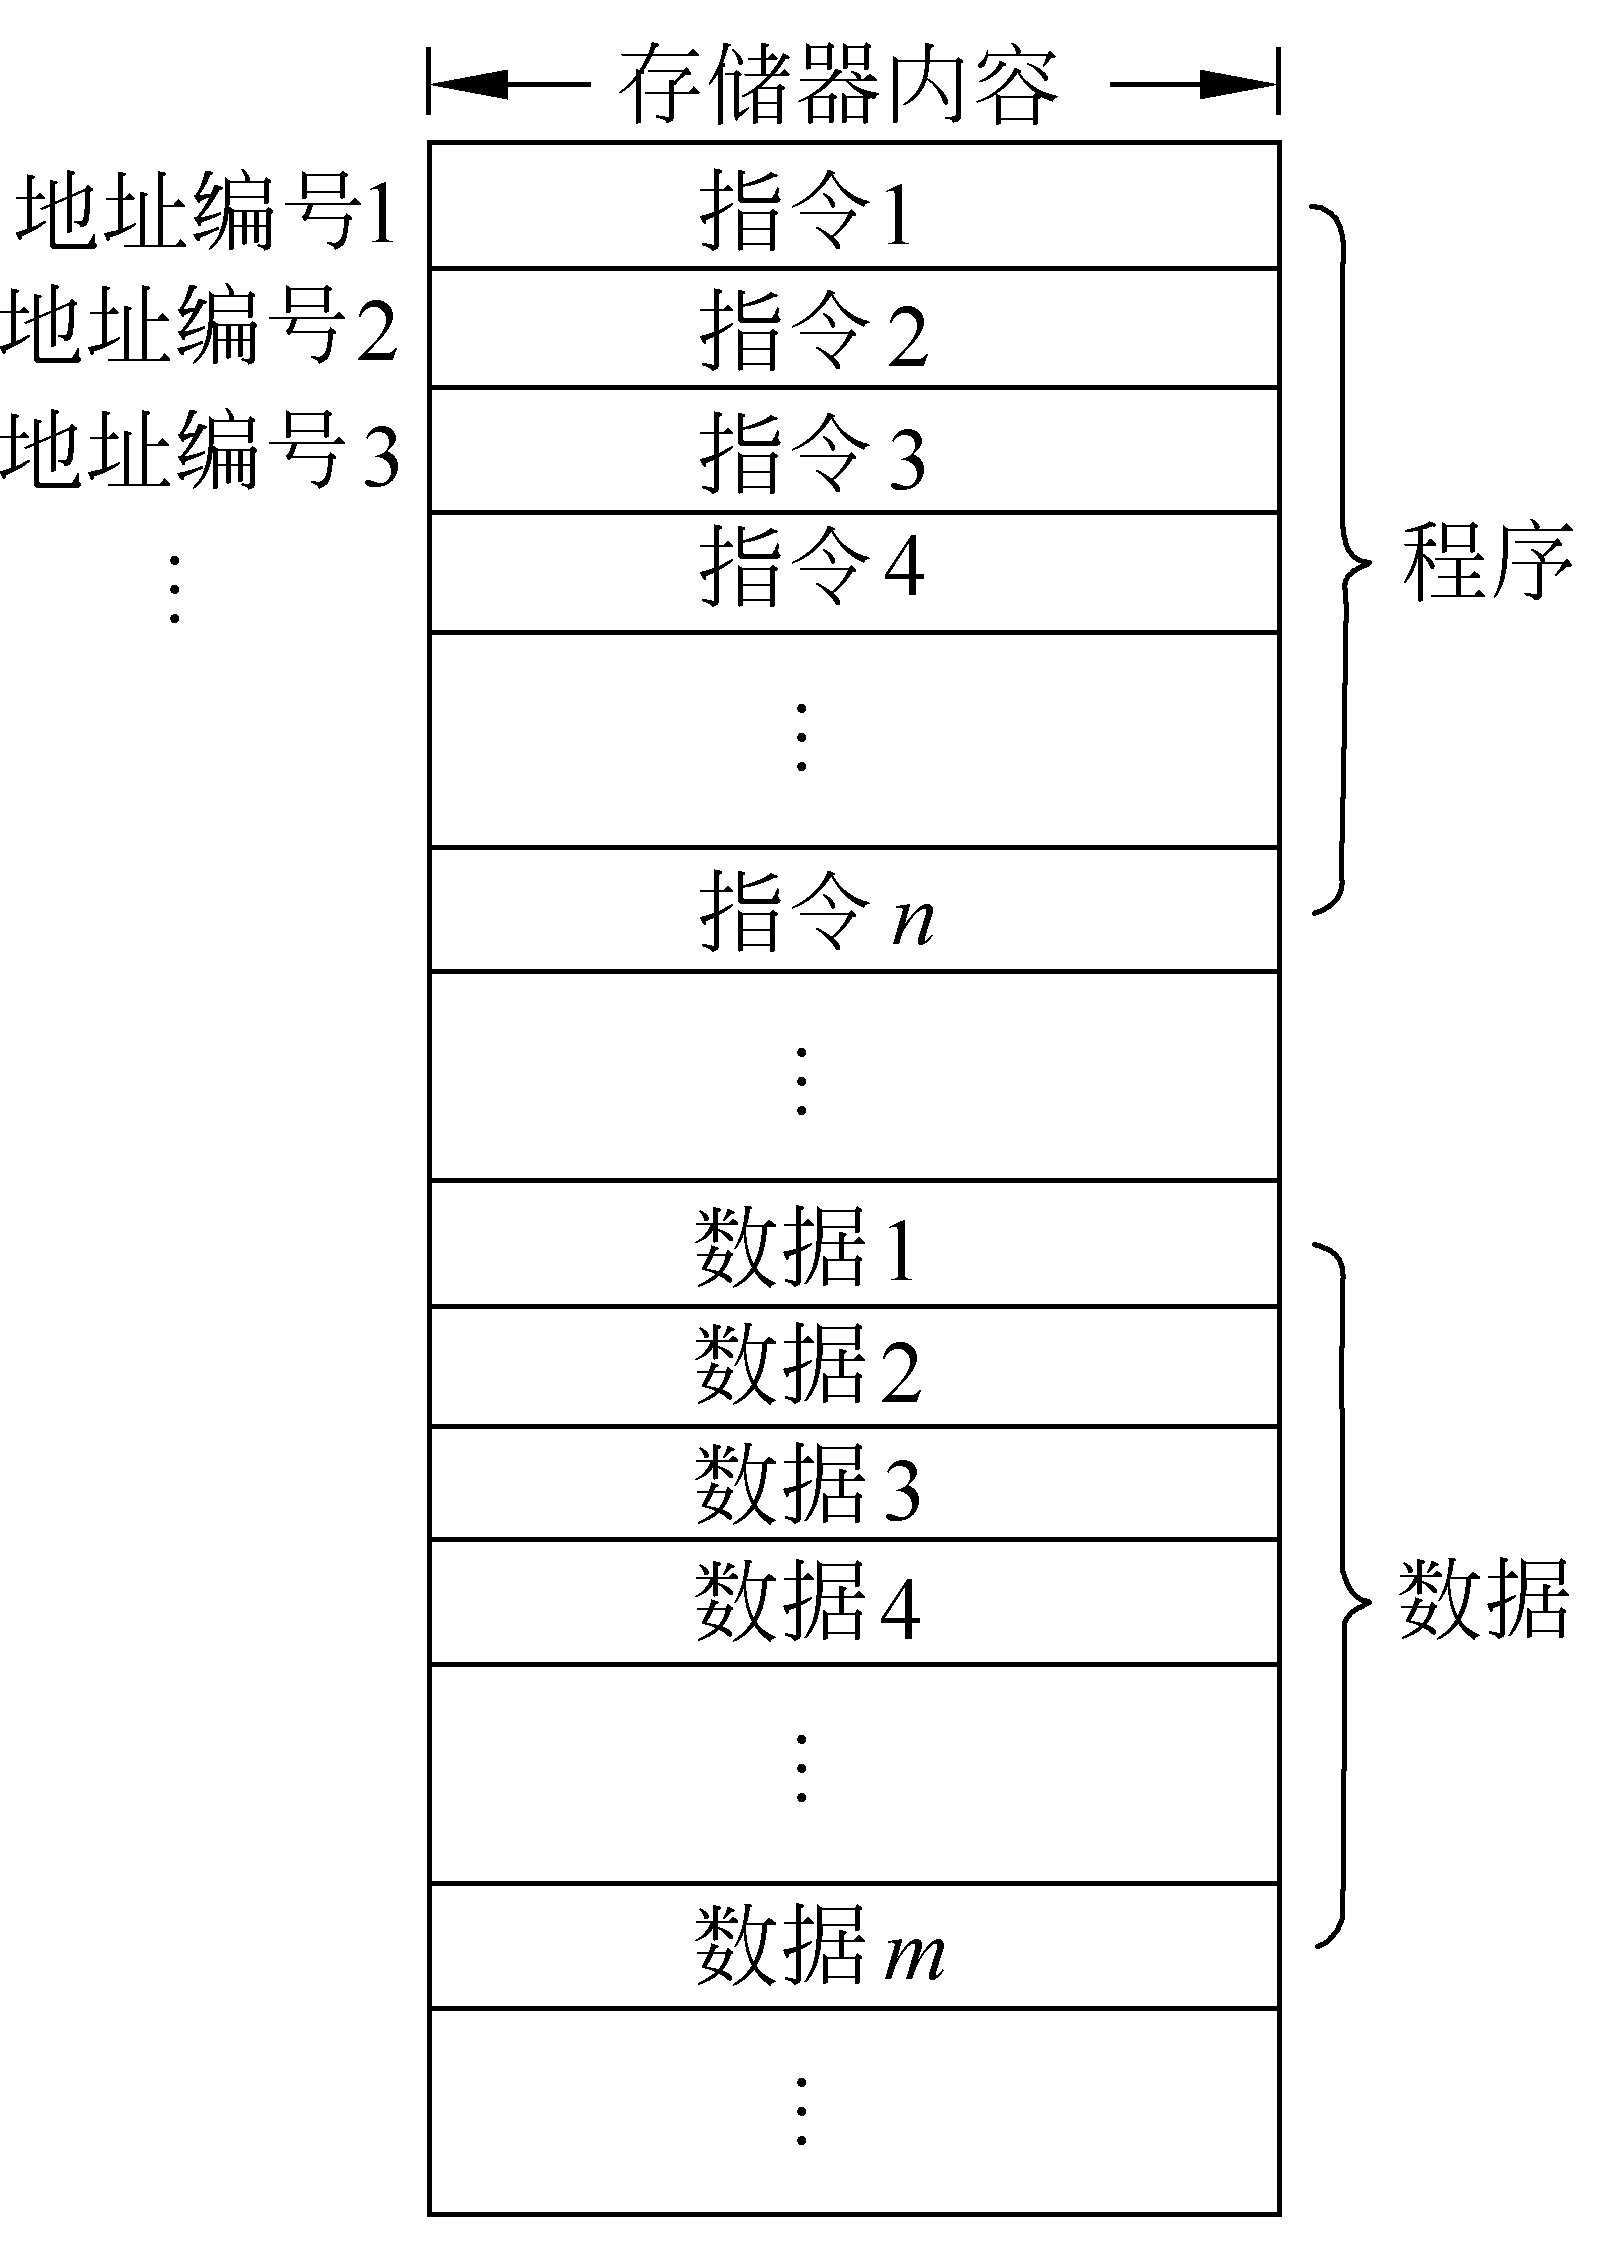 存储器内容
地址编号1 指令1
地址编号2 指令2
地址编号3 指令3
⋮ 指令4 程序
⋮
指令n
⋮
数据1
数据2
数据3
数据4 数据
⋮
数据m
⋮